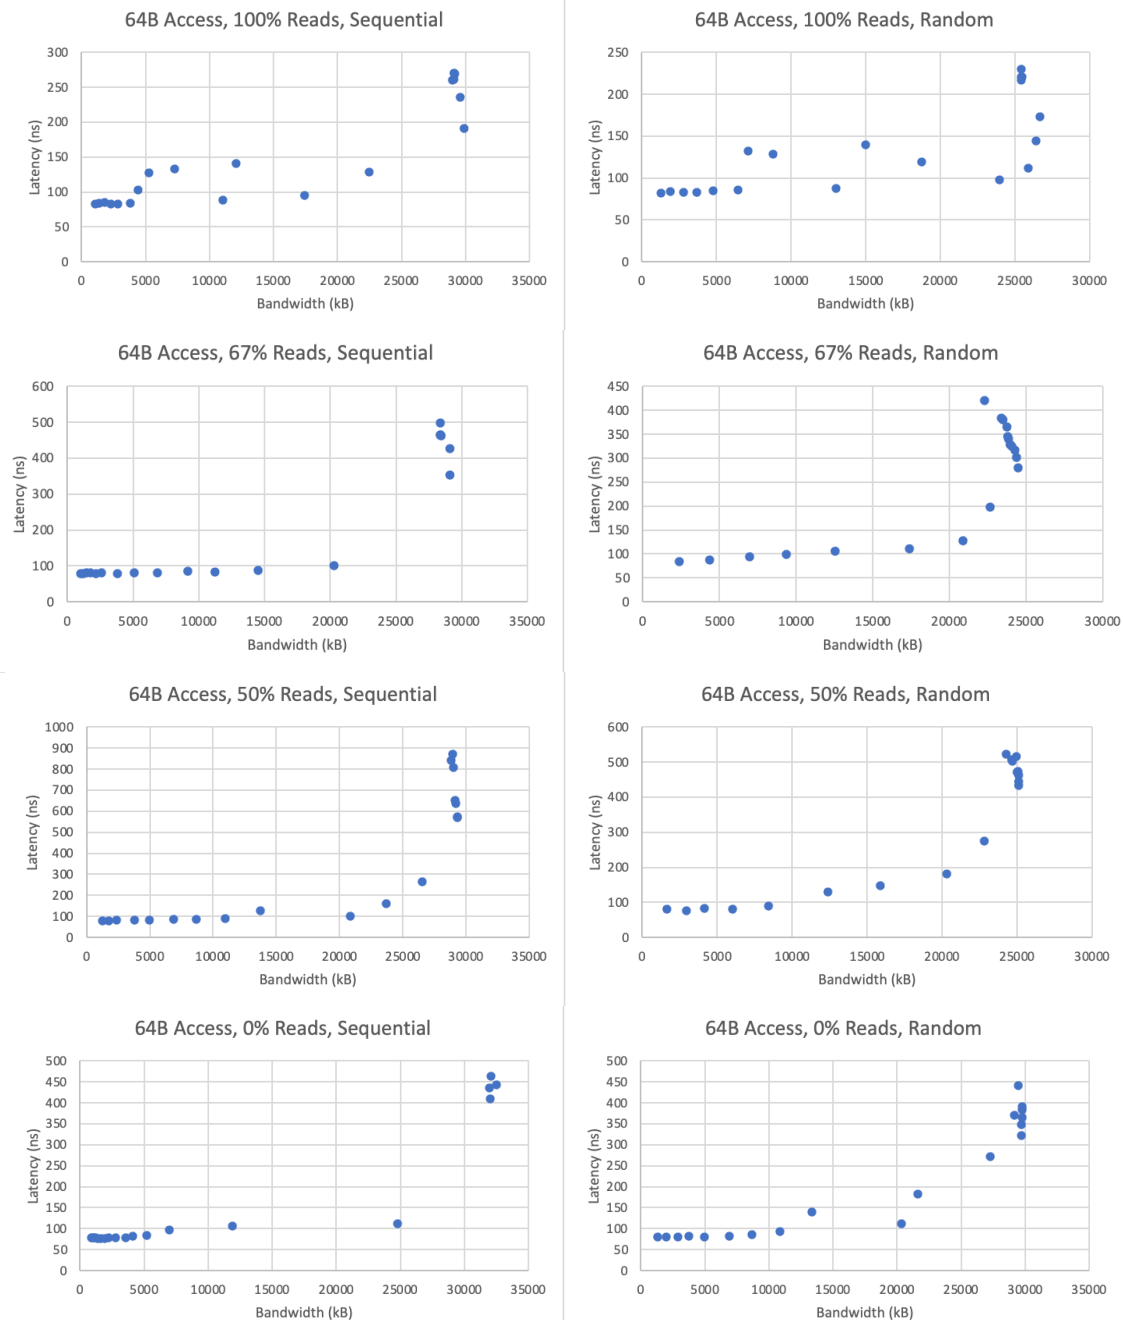 64B Access, 100% Reads, Sequential
300
250
200
150
100
50
0
Latency (ns)
0 5000 10000 15000 20000 25000 30000 35000
Bandwidth (kB)
64B Access, 100% Reads, Random
250
200
150
100
50
0
Latency (ns)
0 5000 10000 15000 20000 25000 30000
Bandwidth (kB)
64B Access, 67% Reads, Sequential
600
500
400
300
200
100
0
Latency (ns)
0 5000 10000 15000 20000 25000 30000 35000
Bandwidth (kB)
64B Access, 67% Reads, Random
450
400
350
300
250
200
150
100
50
0
Latency (ns)
0 5000 10000 15000 20000 25000 30000
Bandwidth (kB)
64B Access, 50% Reads, Sequential
1000
900
800
700
600
500
400
300
200
100
0
Latency (ns)
0 5000 10000 15000 20000 25000 30000 35000
Bandwidth (kB)
64B Access, 50% Reads, Random
600
500
400
300
200
100
0
Latency (ns)
0 5000 10000 15000 20000 25000 30000
Bandwidth (kB)
64B Access, 0% Reads, Sequential
500
450
400
350
300
250
200
150
100
50
0
Latency (ns)
0 5000 10000 15000 20000 25000 30000 35000
Bandwidth (kB)
64B Access, 0% Reads, Random
500
450
400
350
300
250
200
150
100
50
0
Latency (ns)
0 5000 10000 15000 20000 25000 30000 35000
Bandwidth (kB)